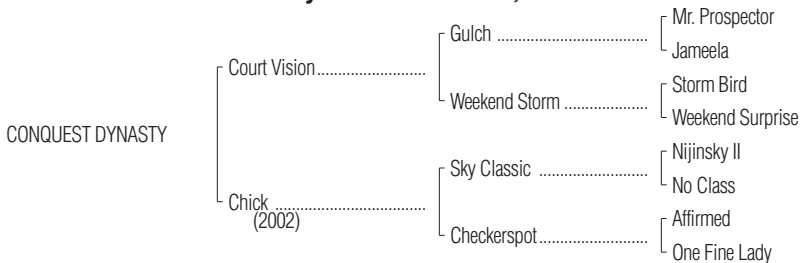 Mr. Prospector
Gulch ........................................
Jameela
Court Vision............................
Storm Bird
Weekend Storm ......................
Weekend Surprise
CONQUEST DYNASTY
Nijinsky II
Sky Classic ............................
No Class
Chick .......................................
(2002)
Affirmed
Checkerspot............................
One Fine Lady